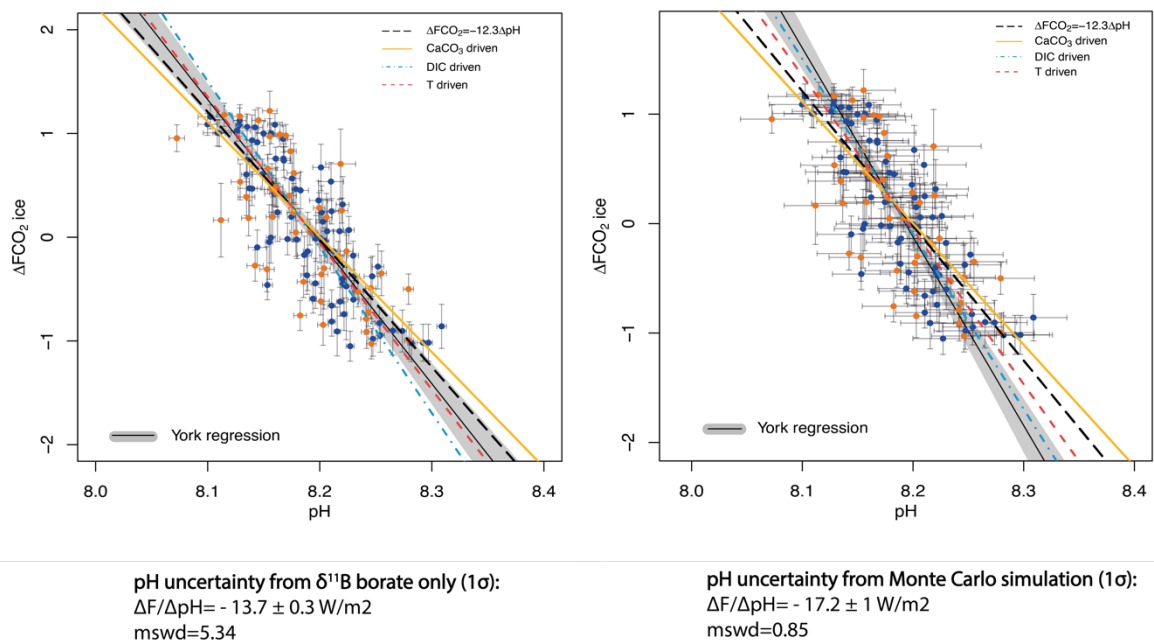 ΔFCO₂=−12.3ΔpH
CaCO₃ driven
DIC driven
T driven
2
1
0
−1
−2
ΔFCO₂ ice
York regression
8.0 8.1 8.2 8.3 8.4
pH
ΔFCO₂=−12.3ΔpH
CaCO₃ driven
DIC driven
T driven
1
0
−1
−2
ΔFCO₂ ice
York regression
8.0 8.1 8.2 8.3 8.4
pH
pH uncertainty from δ¹¹B borate only (1σ):
ΔF/ΔpH= - 13.7 ± 0.3 W/m2
mswd=5.34
pH uncertainty from Monte Carlo simulation (1σ):
ΔF/ΔpH= - 17.2 ± 1 W/m2
mswd=0.85